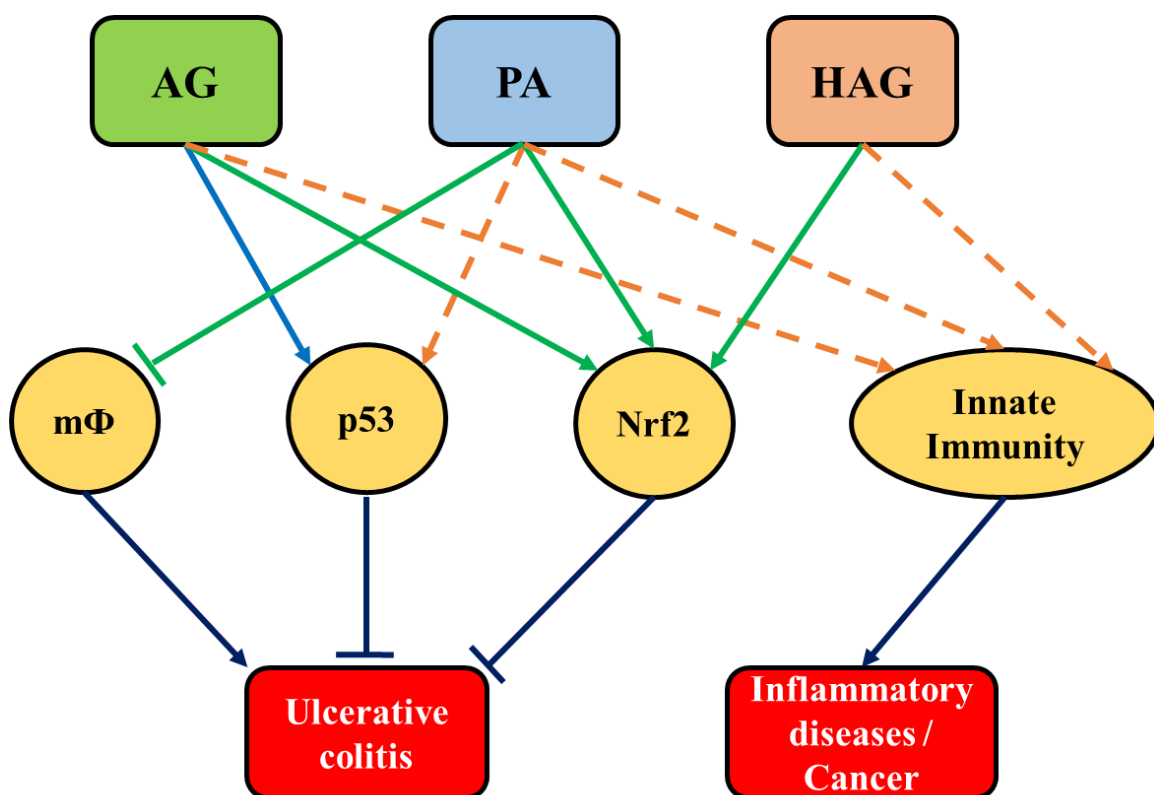 AG
PA
HAG
mΦ
p53
Nrf2
Innate
Immunity
Ulcerative
colitis
Inflammatory
diseases /
Cancer